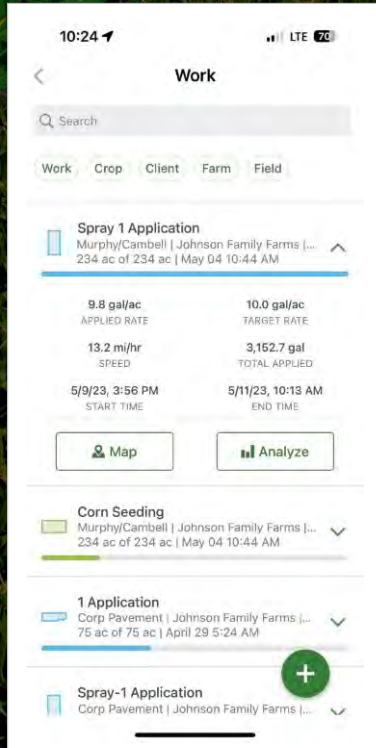 10:24
LTE 70
Work
Search
Work Crop Client Farm Field
Spray 1 Application
Murphy/Cambell | Johnson Family Farms |...
234 ac of 234 ac | May 04 10:44 AM
9.8 gal/ac 10.0 gal/ac
APPLIED RATE TARGET RATE
13.2 mi/hr 3,152.7 gal
SPEED TOTAL APPLIED
5/9/23, 3:56 PM 5/11/23, 10:13 AM
START TIME END TIME
Map Analyze
Corn Seeding
Murphy/Cambell | Johnson Family Farms |...
234 ac of 234 ac | May 04 10:44 AM
1 Application
Corp Pavement | Johnson Family Farms |...
75 ac of 75 ac | April 29 5:24 AM
+
Spray-1 Application
Corp Pavement | Johnson Family Farms |...